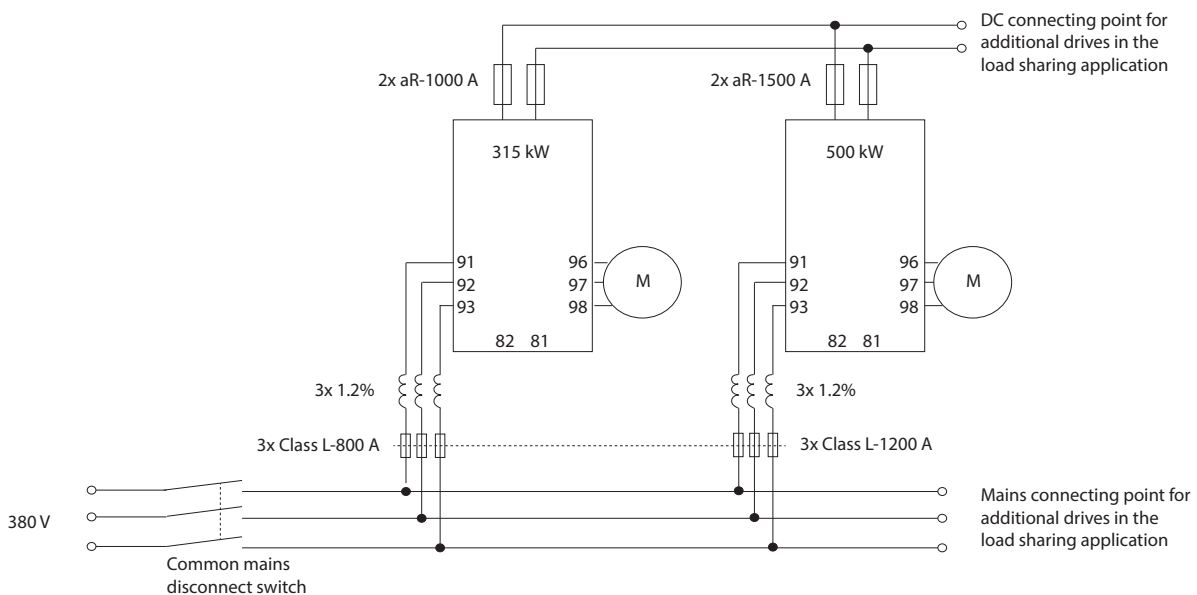 DC connecting point for
additional drives in the
load sharing application
2x aR-1000 A
2x aR-1500 A
315 kW
500 kW
91
92
93
96
97
98
M
82 81
91
92
93
96
97
98
M
82 81
3x 1.2%
3x 1.2%
3x Class L-800 A
3x Class L-1200 A
380 V
Mains connecting point for
additional drives in the
load sharing application
Common mains
disconnect switch